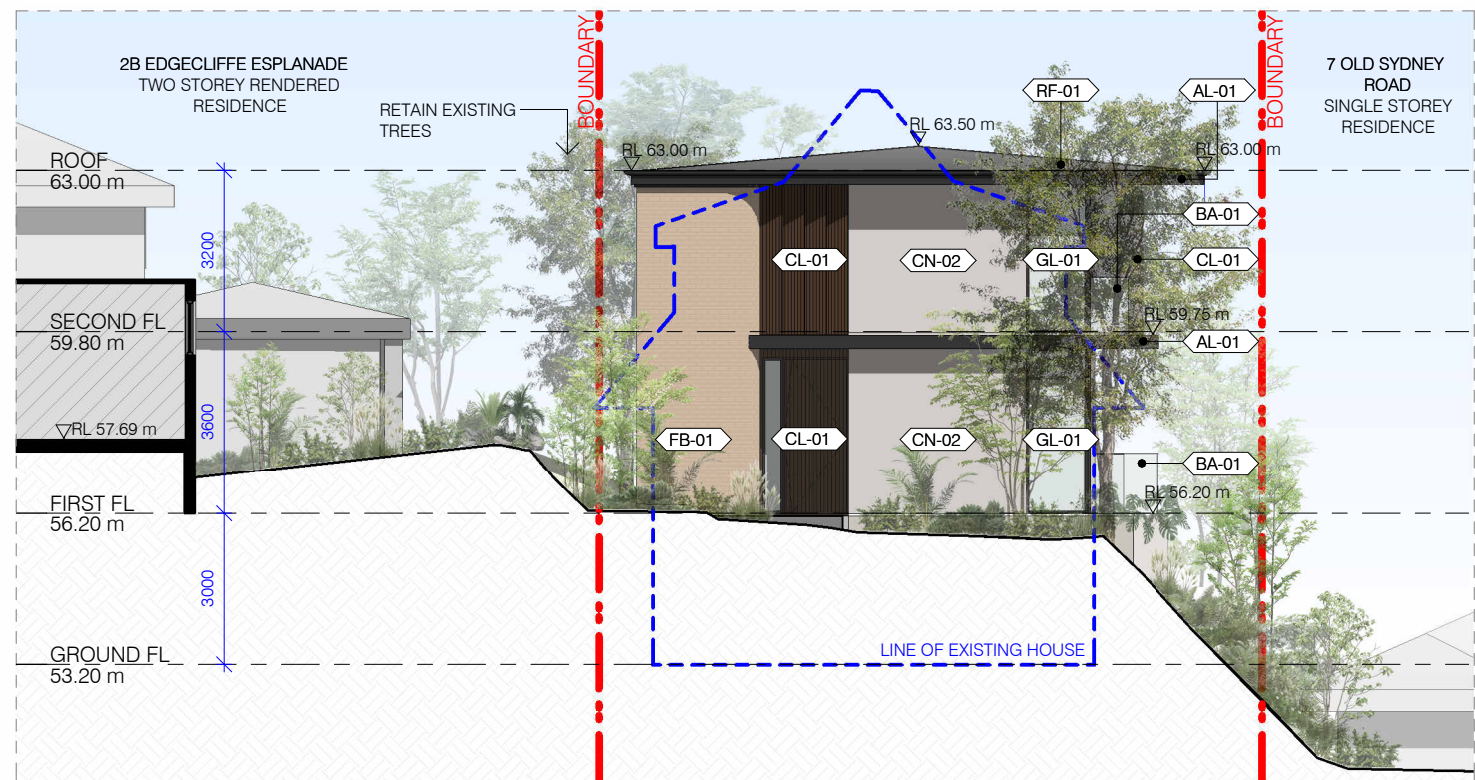 2B EDGECLIFFE ESPLANADE
TWO STOREY RENDERED
RESIDENCE
RETAIN EXISTING
TREES
BOUNDARY
BOUNDARY
7 OLD SYDNEY
ROAD
SINGLE STOREY
RESIDENCE
RF-01
AL-01
RL 63.50 m
RL 63.00 m
RL 63.00 m
ROOF
63.00 m
3200
BA-01
CL-01
CN-02
GL-01
CL-01
SECOND FL
59.80 m
RL 59.75 m
AL-01
3600
RL 57.69 m
FB-01
CL-01
CN-02
GL-01
BA-01
RL 56.20 m
FIRST FL
56.20 m
3000
LINE OF EXISTING HOUSE
GROUND FL
53.20 m